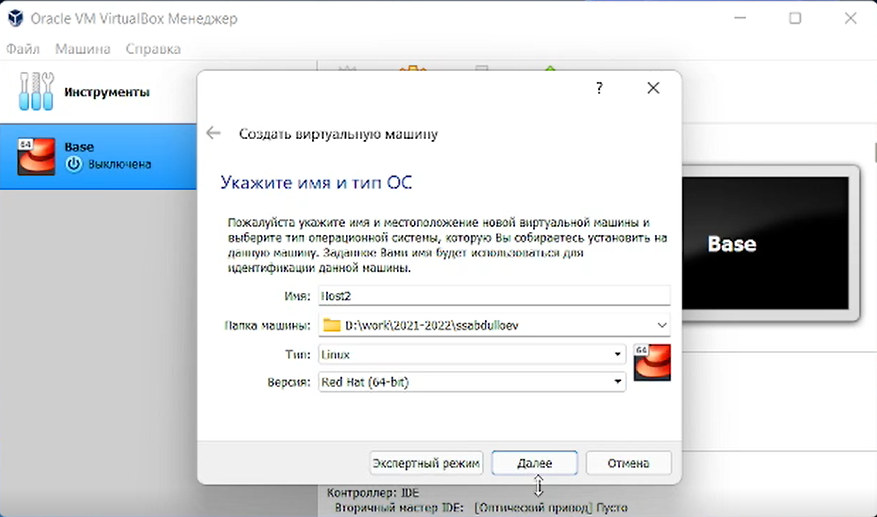 Oracle VM VirtualBox Менеджер
Файл Машина Справка
Инструменты
64
Base
Выключена
?
Создать виртуальную машину
Укажите имя и тип ОС
Пожалуйста укажите имя и местоположение новой виртуальной машины и
выберите тип операционной системы, которую Вы собираетесь установить на
данную машину. Заданное Вами имя будет использоваться для
идентификации данной машины.
Имя: Host2
Папка машины: D:\work\2021-2022\ssabdulloev
Тип: Linux
64
Версия: Red Hat (64-bit)
Экспертный режим Далее Отмена
Base
Контроллер: IDE
Вторичный мастер IDE: [Оптический привод] Пусто